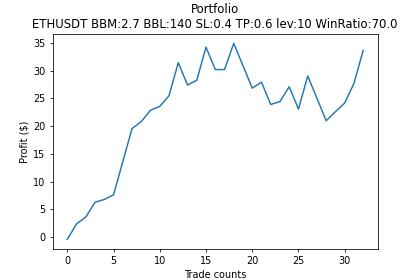 Portfolio
ETHUSDT BBM:2.7 BBL:140 SL:0.4 TP:0.6 lev:10 WinRatio:70.0
35
30
25
20
15
10
5
0
Profit ($)
0 5 10 15 20 25 30
Trade counts